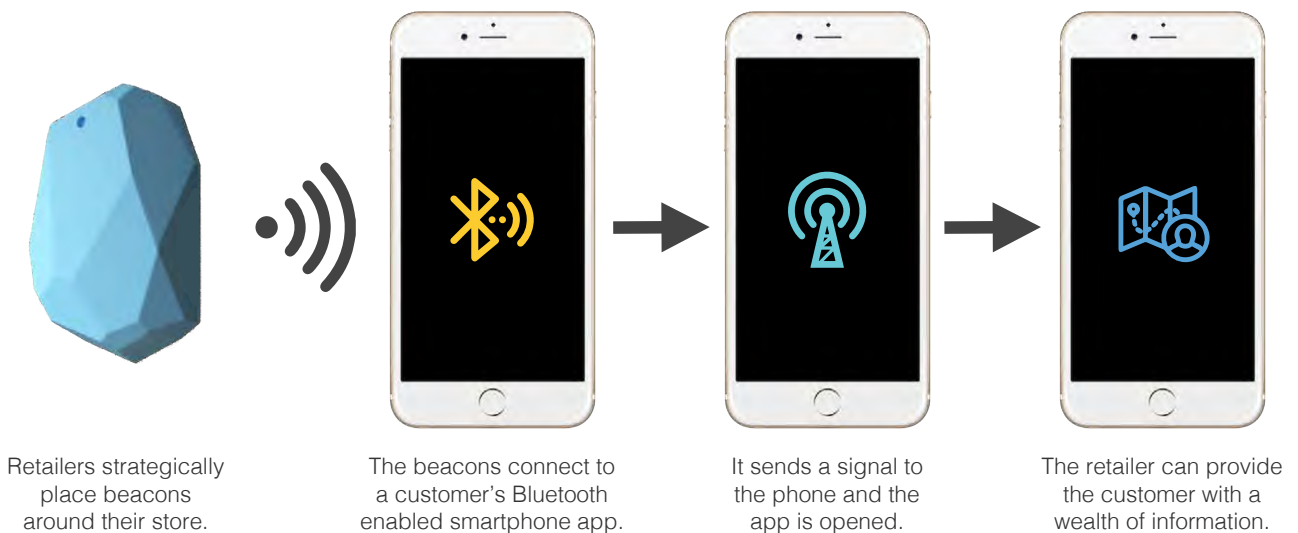 Retailers strategically
place beacons
around their store.
The beacons connect to
a customer's Bluetooth
enabled smartphone app.
It sends a signal to
the phone and the
app is opened.
The retailer can provide
the customer with a
wealth of information.